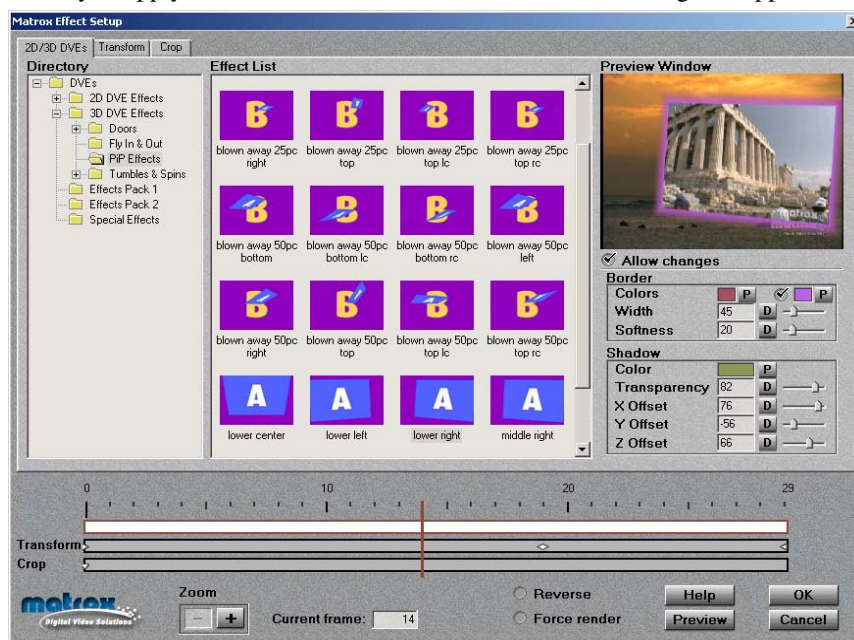 Matrox Effect Setup
2D/3D DVEs Transform Crop
Directory
DVEs
2D DVE Effects
3D DVE Effects
Doors
Fly In & Out
PiP Effects
Tumbles & Spins
Effects Pack 1
Effects Pack 2
Special Effects
Effect List
B B B B
blown away 25pc right
blown away 25pc top
blown away 25pc top lc
blown away 25pc top rc
B B B B
blown away 50pc bottom
blown away 50pc bottom lc
blown away 50pc bottom rc
blown away 50pc left
B B B B
blown away 50pc right
blown away 50pc top
blown away 50pc top lc
blown away 50pc top rc
A A A A
lower center
lower left
lower right
middle right
Preview Window
matrox
Allow changes
Border
Colors P P
Width 45 D
Softness 20 D
Shadow
Color P
Transparency 82 D
X Offset 76 D
Y Offset -56 D
Z Offset 66 D
0 10 20 29
Transform
Crop
matrox
Digital Video Solutions
Zoom
- +
Current frame: 14
Reverse
Force render
Help
OK
Preview
Cancel